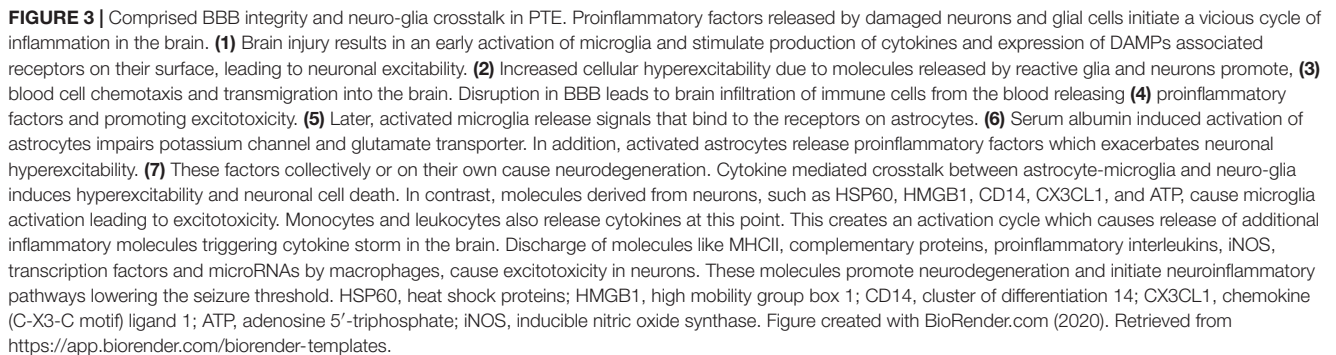 FIGURE 3 | Comprised BBB integrity and neuro-glia crosstalk in PTE. Proinflammatory factors released by damaged neurons and glial cells initiate a vicious cycle of
inflammation in the brain. (1) Brain injury results in an early activation of microglia and stimulate production of cytokines and expression of DAMPs associated
receptors on their surface, leading to neuronal excitability. (2) Increased cellular hyperexcitability due to molecules released by reactive glia and neurons promote, (3)
blood cell chemotaxis and transmigration into the brain. Disruption in BBB leads to brain infiltration of immune cells from the blood releasing (4) proinflammatory
factors and promoting excitotoxicity. (5) Later, activated microglia release signals that bind to the receptors on astrocytes. (6) Serum albumin induced activation of
astrocytes impairs potassium channel and glutamate transporter. In addition, activated astrocytes release proinflammatory factors which exacerbates neuronal
hyperexcitability. (7) These factors collectively or on their own cause neurodegeneration. Cytokine mediated crosstalk between astrocyte-microglia and neuro-glia
induces hyperexcitability and neuronal cell death. In contrast, molecules derived from neurons, such as HSP60, HMGB1, CD14, CX3CL1, and ATP, cause microglia
activation leading to excitotoxicity. Monocytes and leukocytes also release cytokines at this point. This creates an activation cycle which causes release of additional
inflammatory molecules triggering cytokine storm in the brain. Discharge of molecules like MHCII, complementary proteins, proinflammatory interleukins, iNOS,
transcription factors and microRNAs by macrophages, cause excitotoxicity in neurons. These molecules promote neurodegeneration and initiate neuroinflammatory
pathways lowering the seizure threshold. HSP60, heat shock proteins; HMGB1, high mobility group box 1; CD14, cluster of differentiation 14; CX3CL1, chemokine
(C-X3-C motif) ligand 1; ATP, adenosine 5′-triphosphate; iNOS, inducible nitric oxide synthase. Figure created with BioRender.com (2020). Retrieved from
https://app.biorender.com/biorender-templates.